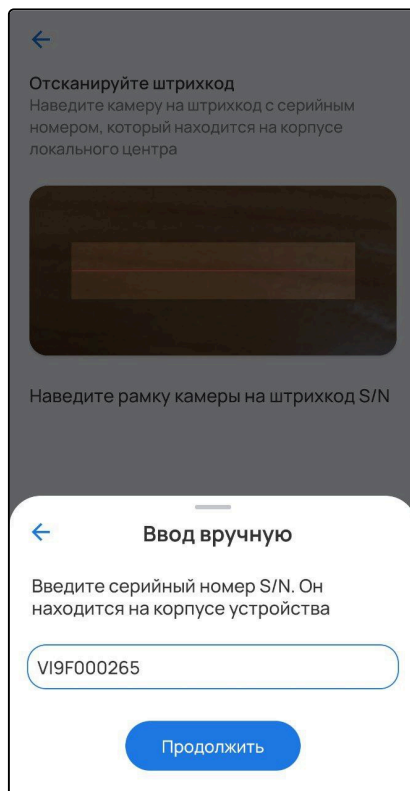 Отсканируйте штрихкод
Наведите камеру на штрихкод с серийным
номером, который находится на корпусе
локального центра
Наведите рамку камеры на штрихкод S/N
Ввод вручную
Введите серийный номер S/N. Он
находится на корпусе устройства
VI9F000265
Продолжить